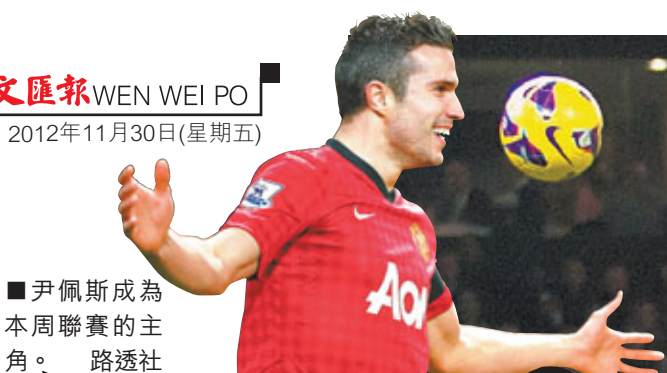 文匯報WEN WEI PO
2012年11月30日(星期五)
■尹佩斯成為
本周聯賽的主
角。 路透社